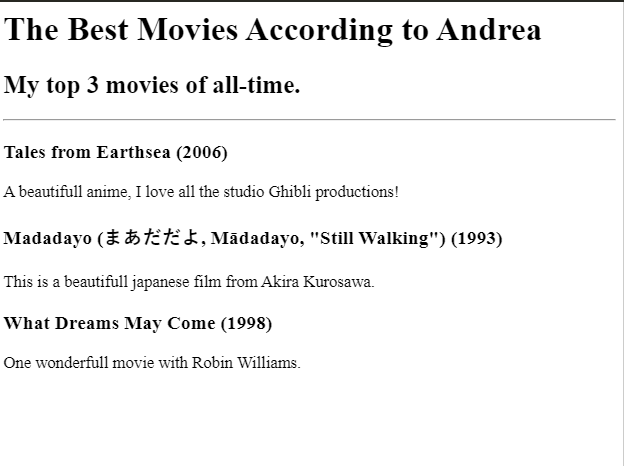 The Best Movies According to Andrea
My top 3 movies of all-time.
Tales from Earthsea (2006)
A beautifull anime, I love all the studio Ghibli productions!
Madadayo (まあだだよ, Mādadayo, "Still Walking") (1993)
This is a beautifull japanese film from Akira Kurosawa.
What Dreams May Come (1998)
One wonderfull movie with Robin Williams.